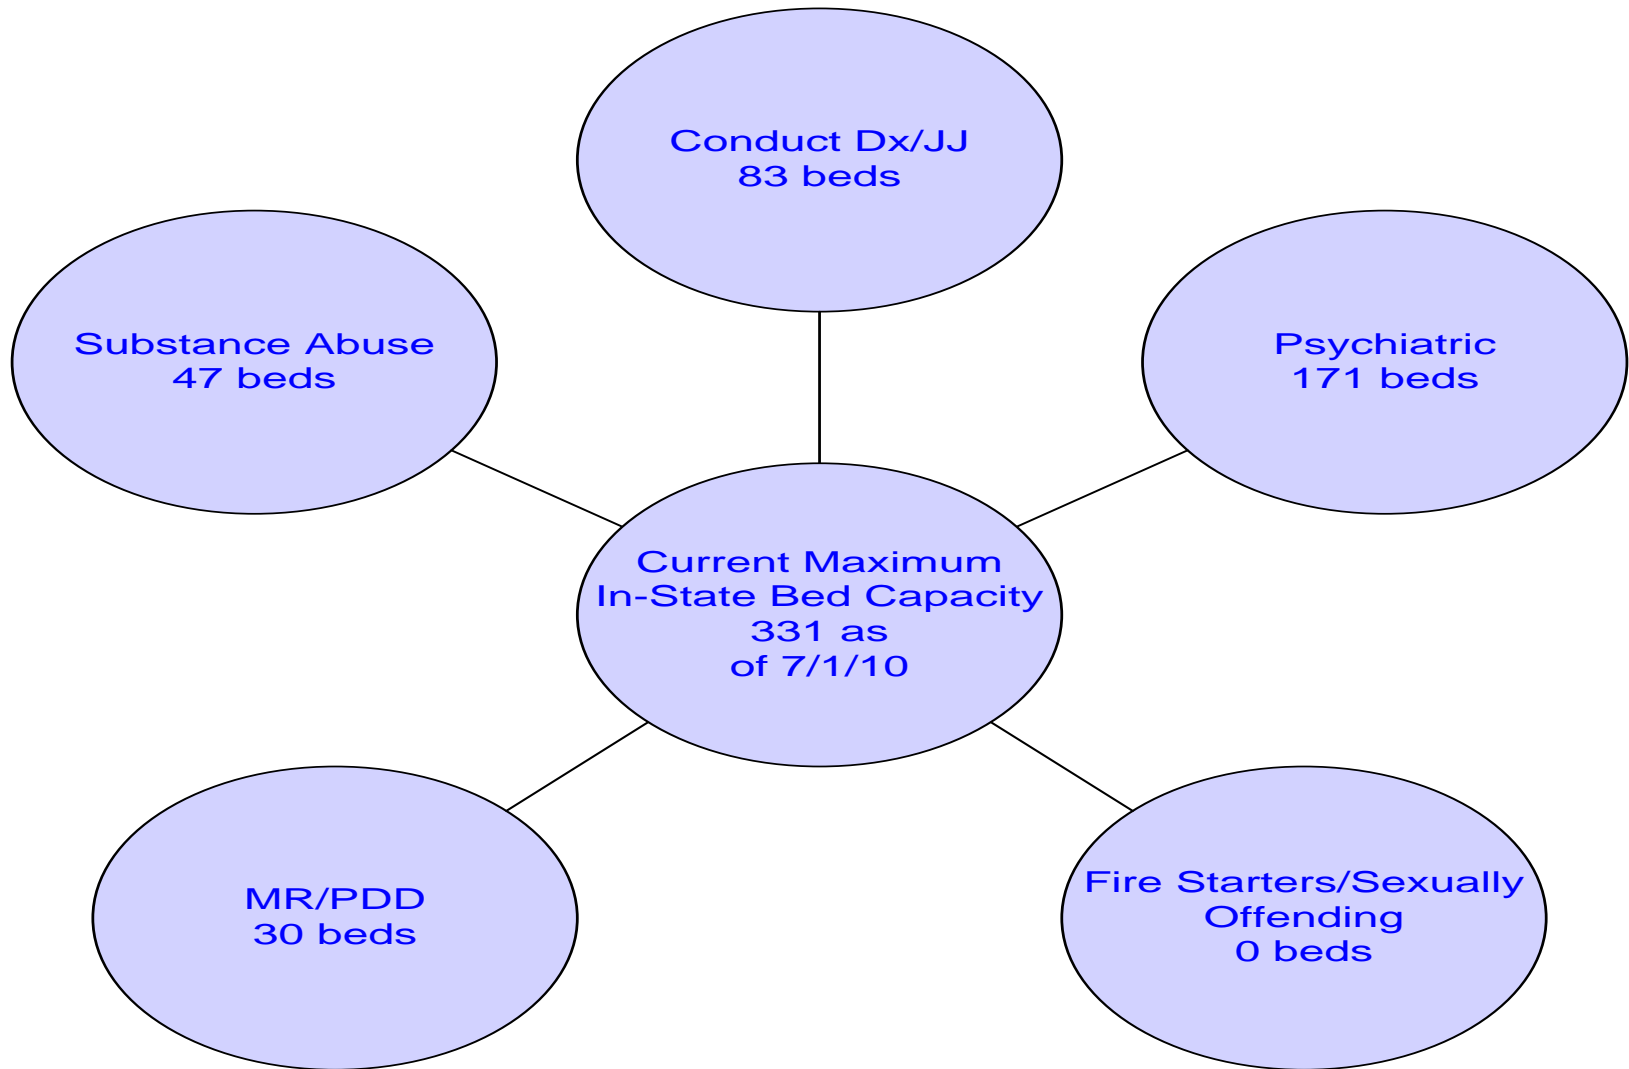 Conduct Dx/JJ
83 beds
Substance Abuse
47 beds
Psychiatric
171 beds
Current Maximum
In-State Bed Capacity
331 as
of 7/1/10
MR/PDD
30 beds
Fire Starters/Sexually
Offending
0 beds